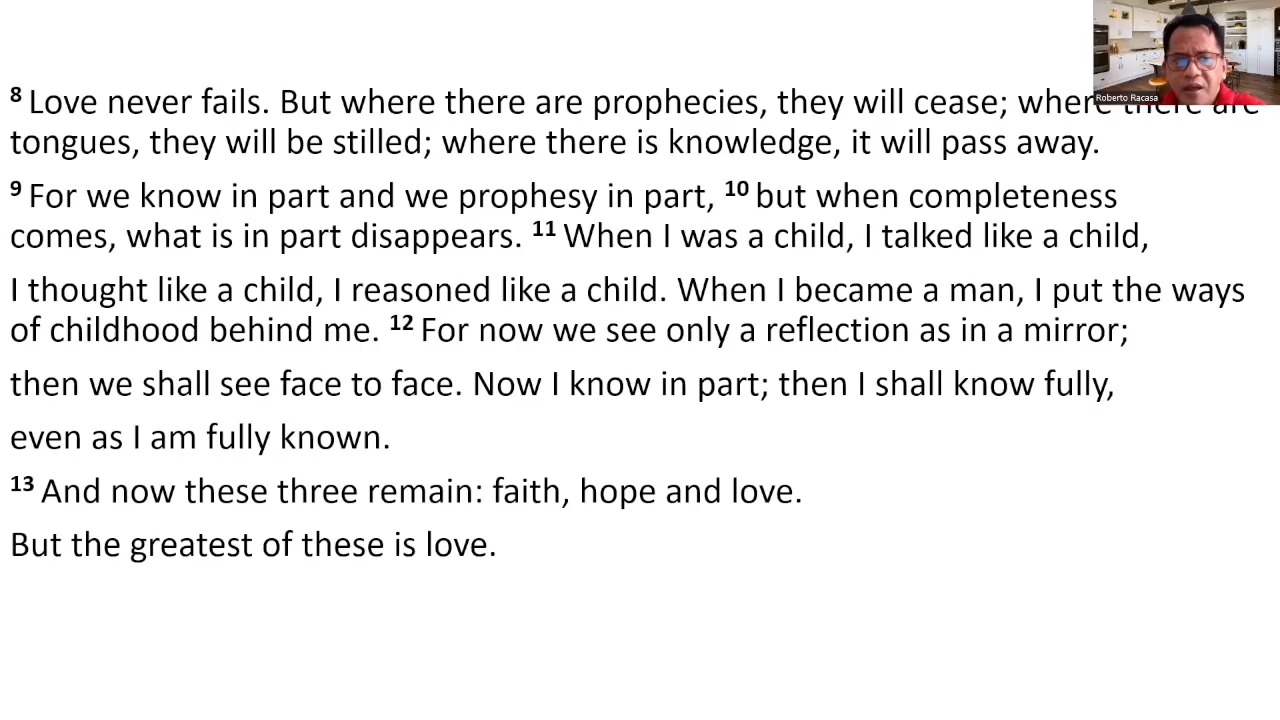 Roberto Racasa
8 Love never fails. But where there are prophecies, they will cease; where there are
tongues, they will be stilled; where there is knowledge, it will pass away.
9 For we know in part and we prophesy in part, 10 but when completeness
comes, what is in part disappears. 11 When I was a child, I talked like a child,
I thought like a child, I reasoned like a child. When I became a man, I put the ways
of childhood behind me. 12 For now we see only a reflection as in a mirror;
then we shall see face to face. Now I know in part; then I shall know fully,
even as I am fully known.
13 And now these three remain: faith, hope and love.
But the greatest of these is love.